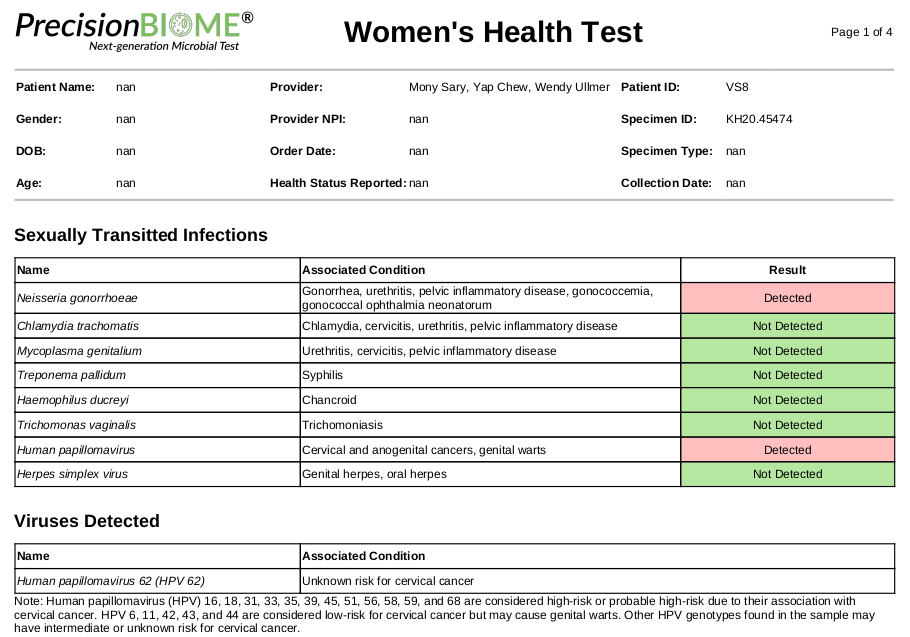 PrecisionBIOME®
Next-generation Microbial Test
Women's Health Test
Page 1 of 4
Patient Name: nan Provider: Mony Sary, Yap Chew, Wendy Ullmer Patient ID: VS8
Gender: nan Provider NPI: nan Specimen ID: KH20.45474
DOB: nan Order Date: nan Specimen Type: nan
Age: nan Health Status Reported: nan Collection Date: nan
Sexually Transitted Infections
Name Associated Condition Result
Neisseria gonorrhoeae Gonorrhea, urethritis, pelvic inflammatory disease, gonococcemia, gonococcal ophthalmia neonatorum Detected
Chlamydia trachomatis Chlamydia, cervicitis, urethritis, pelvic inflammatory disease Not Detected
Mycoplasma genitalium Urethritis, cervicitis, pelvic inflammatory disease Not Detected
Treponema pallidum Syphilis Not Detected
Haemophilus ducreyi Chancroid Not Detected
Trichomonas vaginalis Trichomoniasis Not Detected
Human papillomavirus Cervical and anogenital cancers, genital warts Detected
Herpes simplex virus Genital herpes, oral herpes Not Detected
Viruses Detected
Name Associated Condition
Human papillomavirus 62 (HPV 62) Unknown risk for cervical cancer
Note: Human papillomavirus (HPV) 16, 18, 31, 33, 35, 39, 45, 51, 56, 58, 59, and 68 are considered high-risk or probable high-risk due to their association with
cervical cancer. HPV 6, 11, 42, 43, and 44 are considered low-risk for cervical cancer but may cause genital warts. Other HPV genotypes found in the sample may
have intermediate or unknown risk for cervical cancer.